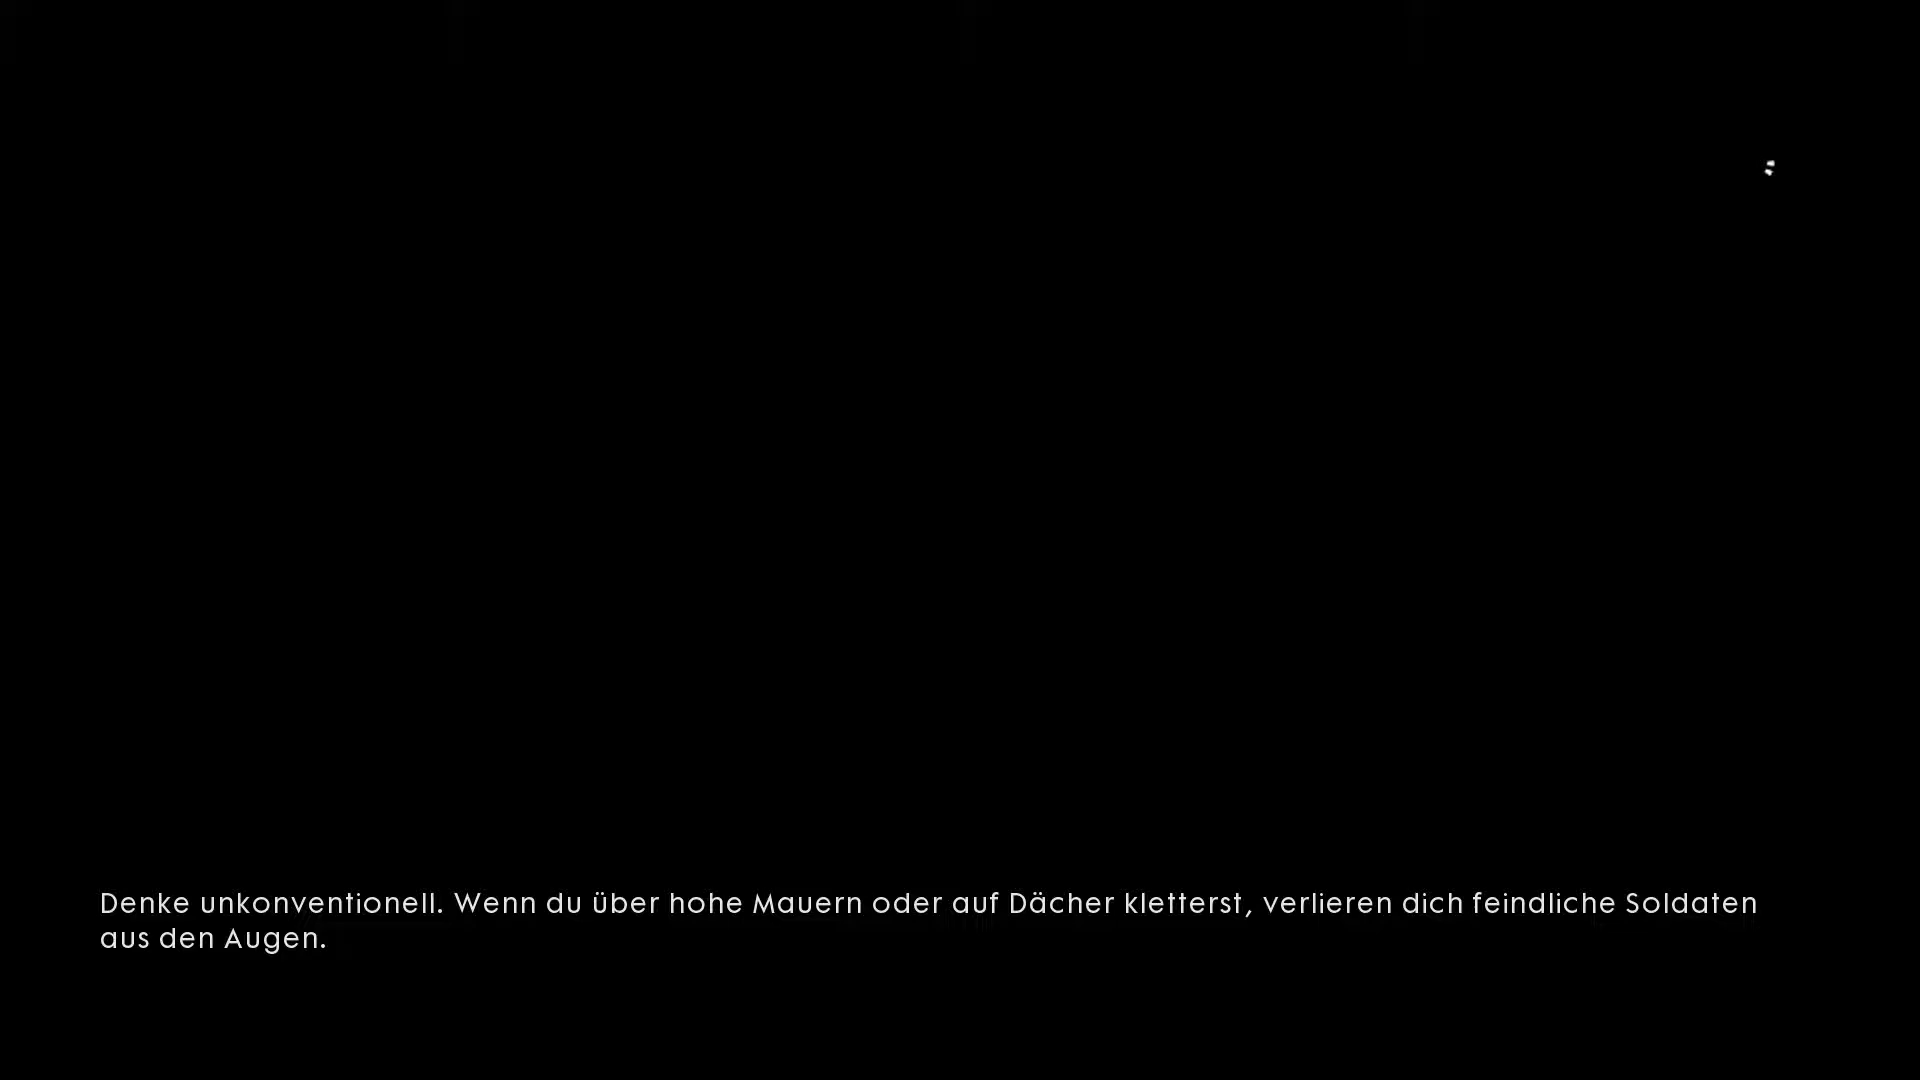 Denke unkonventionell. Wenn du über hohe Mauern oder auf Dächer kletterst, verlieren dich feindliche Soldaten
aus den Augen.